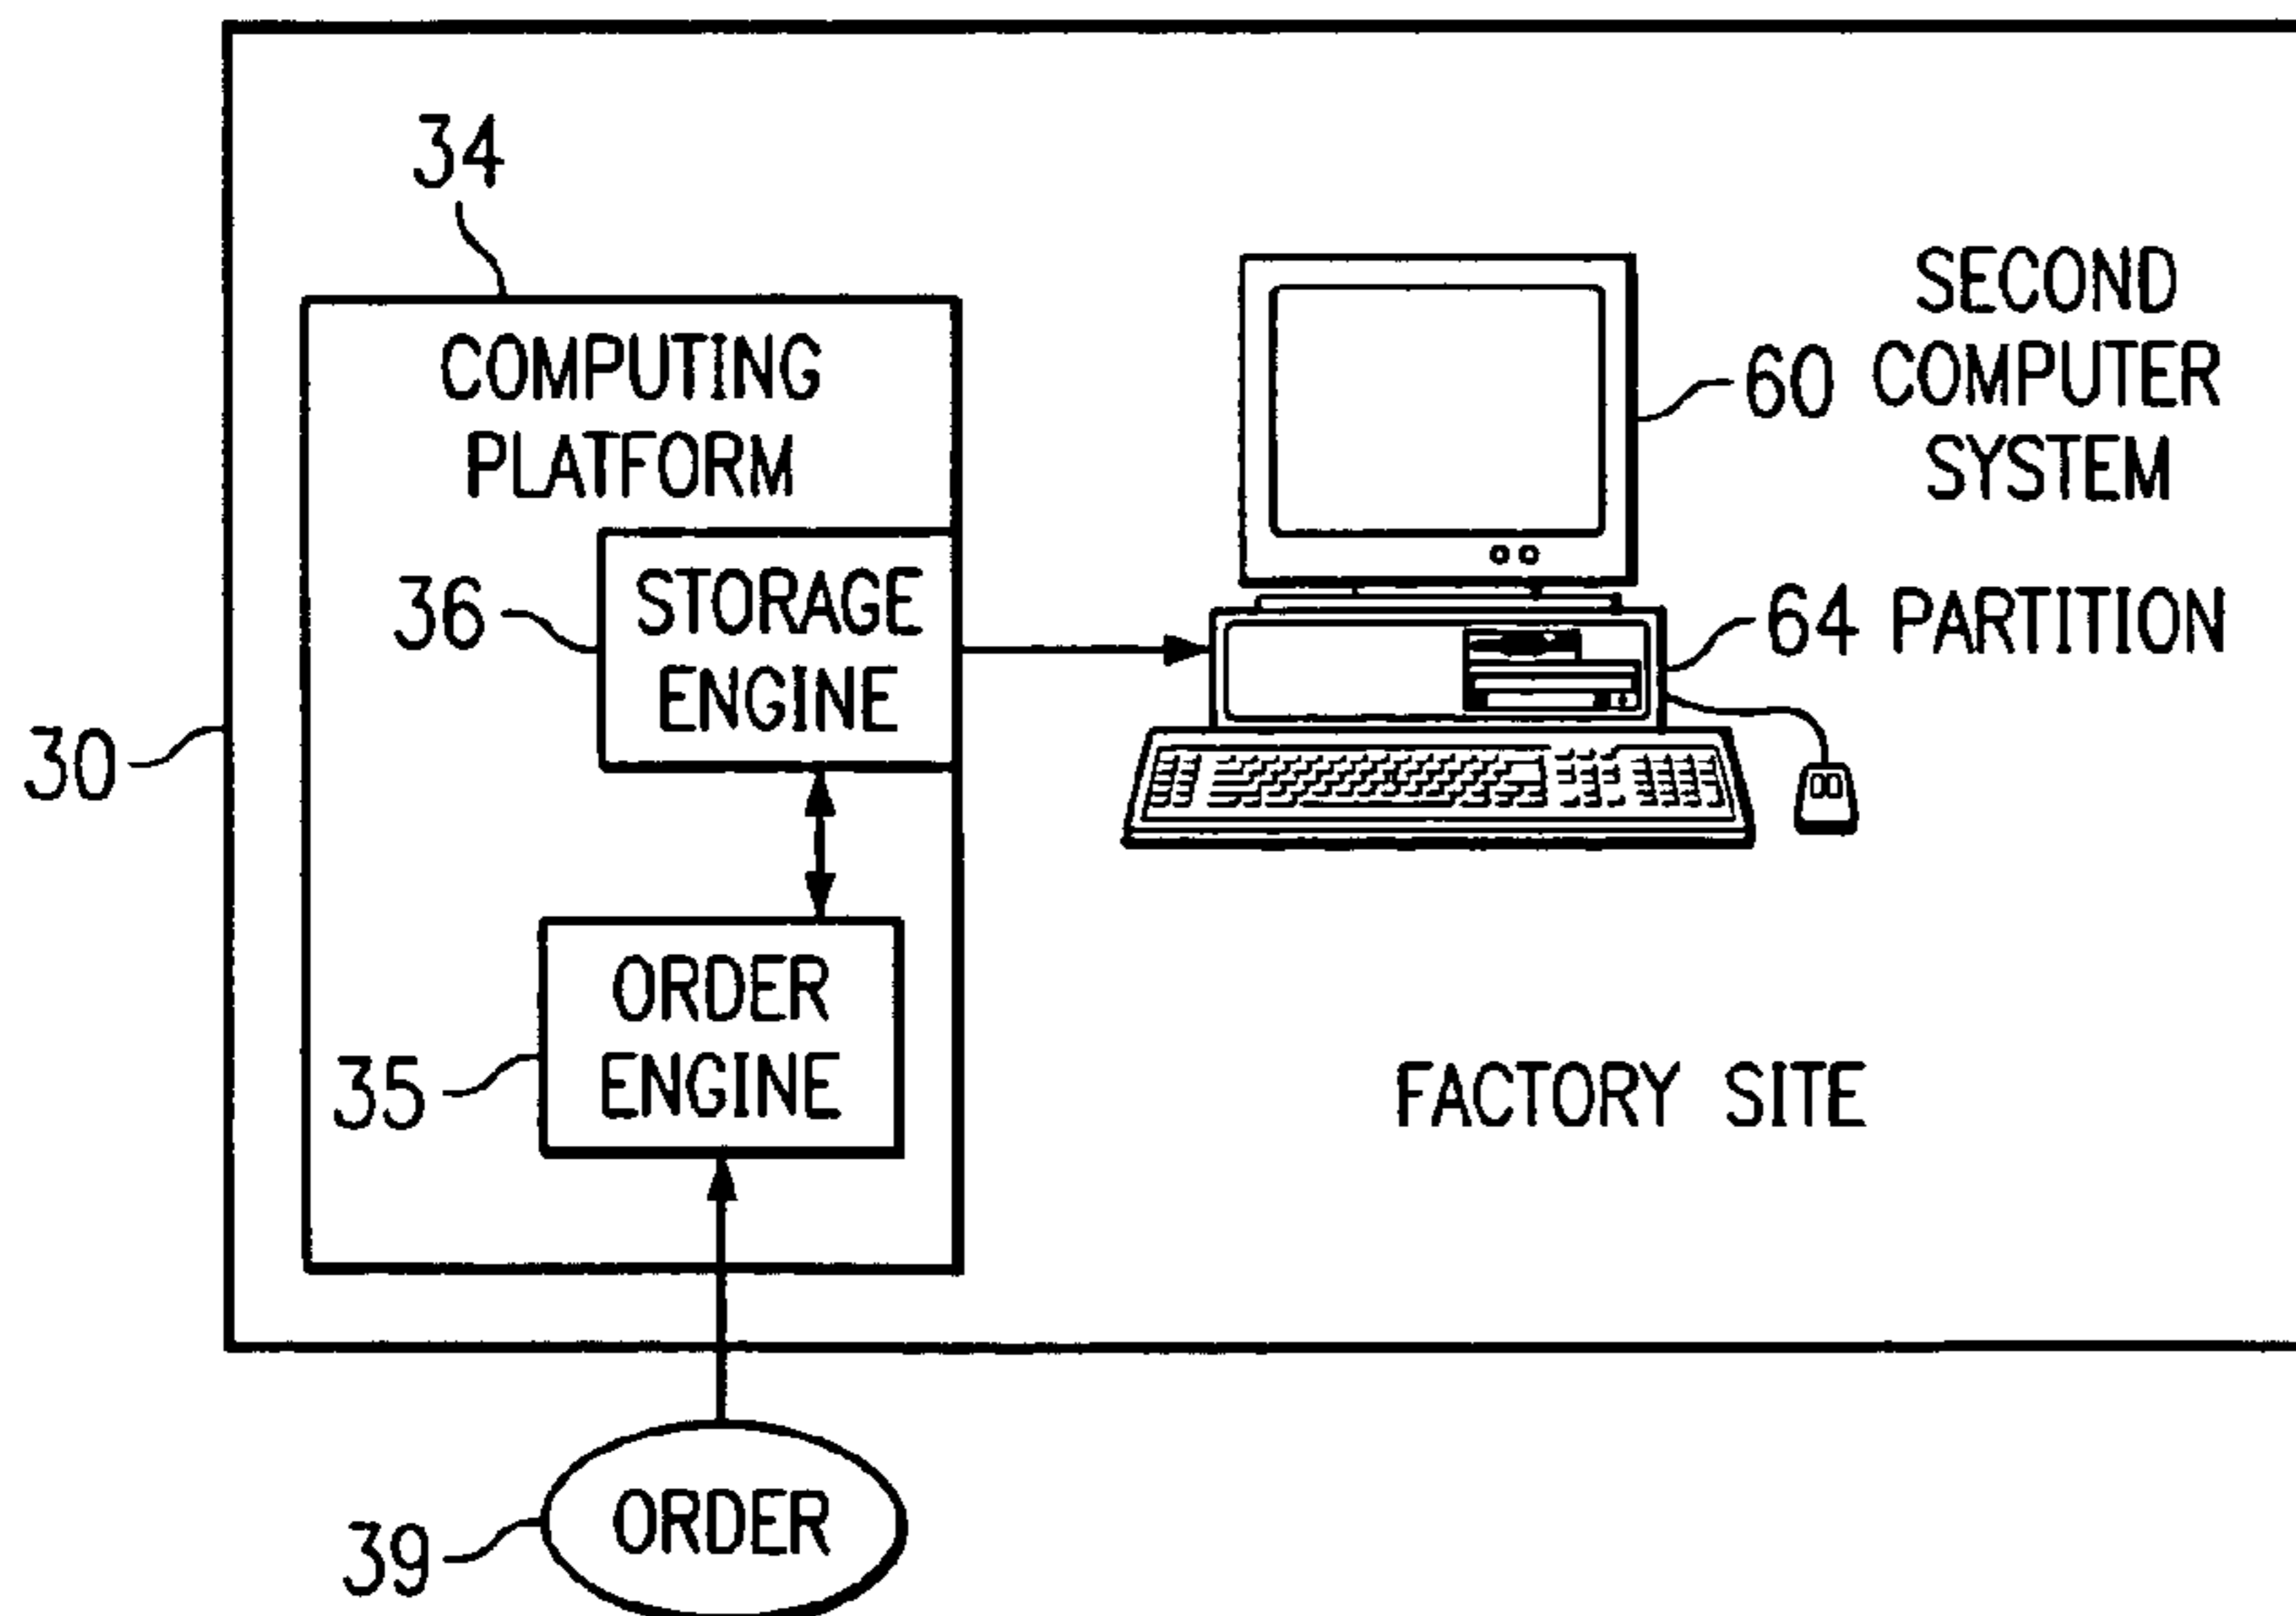 34
COMPUTING
PLATFORM
SECOND
60 COMPUTER
SYSTEM
36
STORAGE
ENGINE
64 PARTITION
30
35
ORDER
ENGINE
FACTORY SITE
39
ORDER